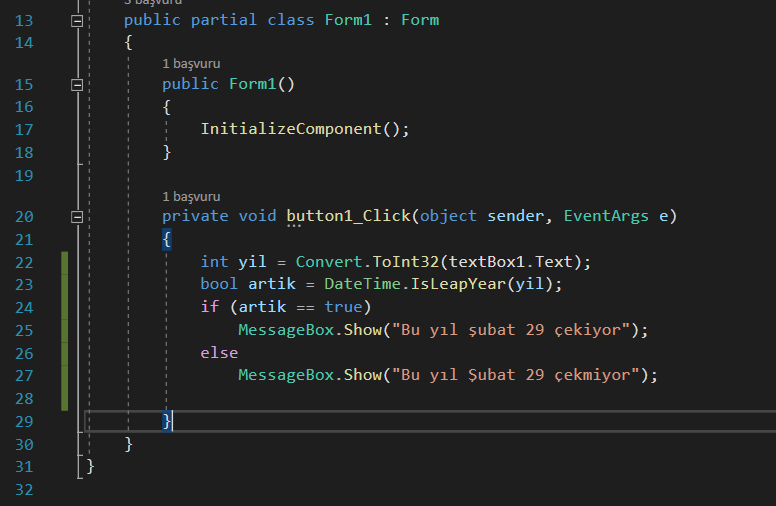 3 başvuru
13 public partial class Form1 : Form
14 {
1 başvuru
15 public Form1()
16 {
17 InitializeComponent();
18 }
19
1 başvuru
20 private void button1_Click(object sender, EventArgs e)
21 {
22 int yil = Convert.ToInt32(textBox1.Text);
23 bool artik = DateTime.IsLeapYear(yil);
24 if (artik == true)
25 MessageBox.Show("Bu yıl şubat 29 çekiyor");
26 else
27 MessageBox.Show("Bu yıl Şubat 29 çekmiyor");
28
29 }
30 }
31 }
32